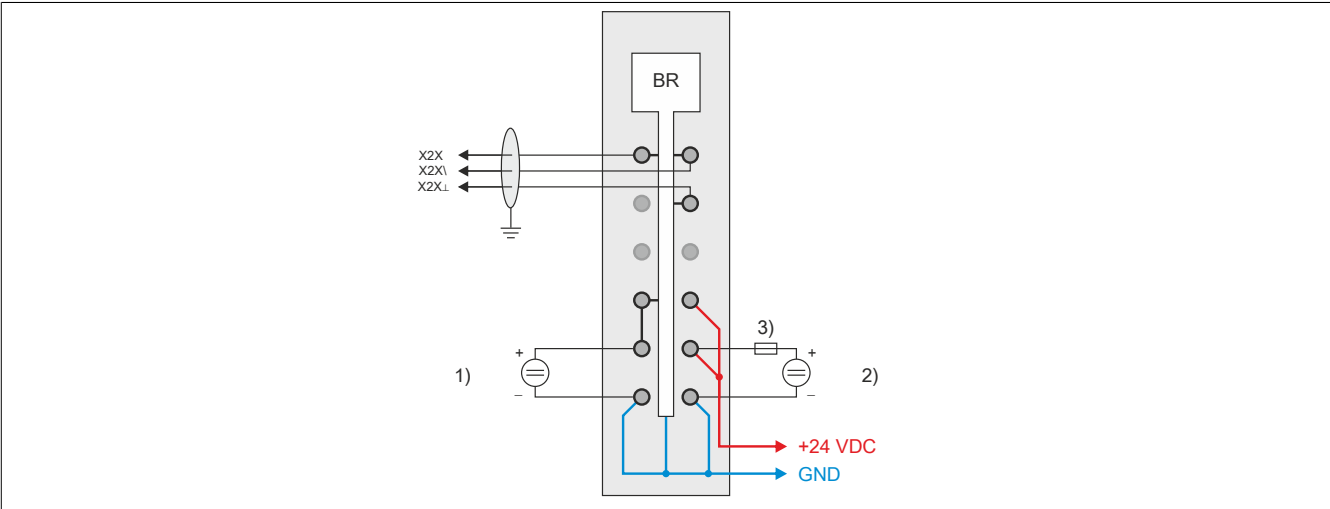 BR
X2X
X2X\
X2X⊥
3)
+
+
1)
2)
–
–
+24 VDC
GND